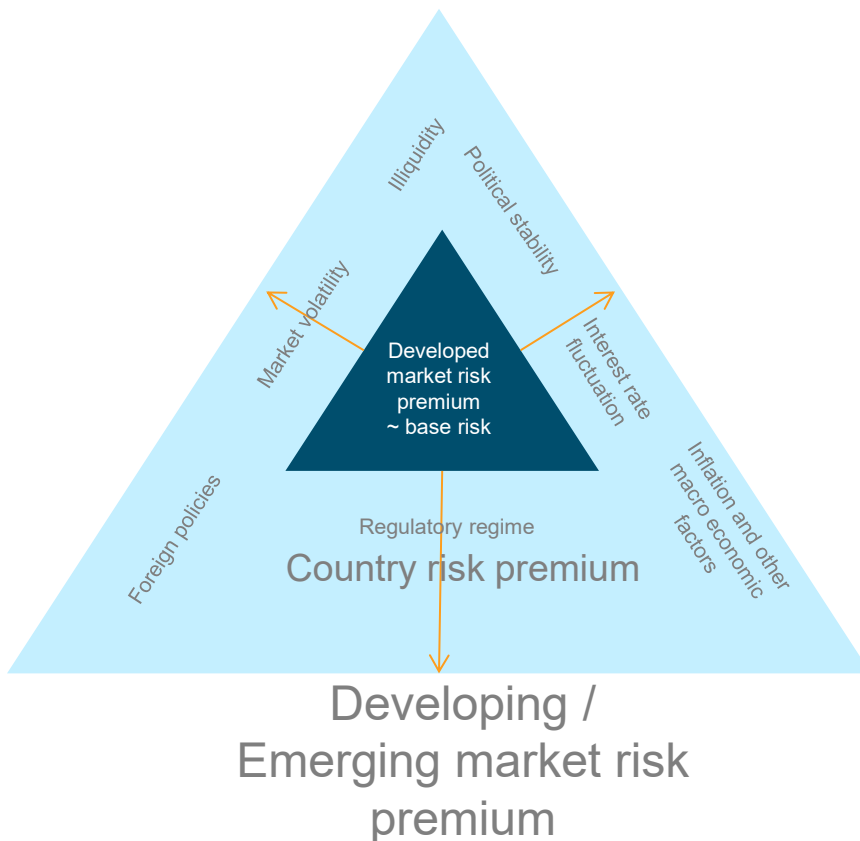 Illiquidity
Political stability
Market volatility
Developed
market risk
premium
~ base risk
Interest rate
fluctuation
Foreign policies
Inflation and other
macro economic
factors
Regulatory regime
Country risk premium
Developing /
Emerging market risk
premium